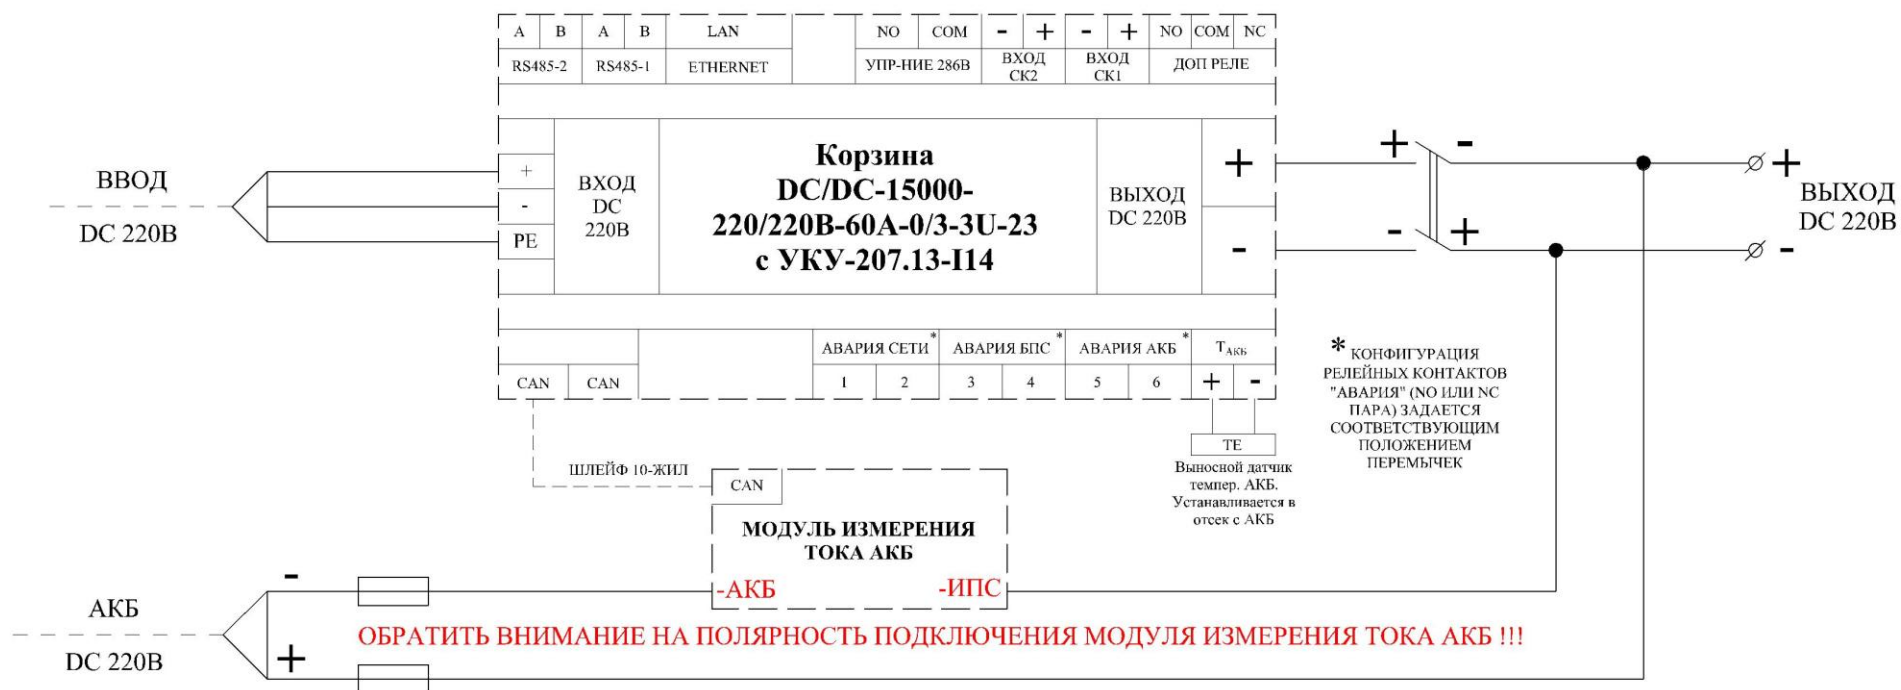 A B A B LAN NO COM - + - + NO COM NC
RS485-2 RS485-1 ETHERNET УПР-НИЕ 286В ВХОД СК2 ВХОД СК1 ДОП РЕЛЕ
ВВОД
DC 220В
+
-
PE
ВХОД
DC
220В
Корзина
DC/DC-15000-
220/220В-60А-0/3-3U-23
с УКУ-207.13-I14
ВЫХОД
DC 220В
+
-
+ -
- +
+
ВЫХОД
DC 220В
-
АВАРИЯ СЕТИ* АВАРИЯ БПС* АВАРИЯ АКБ* TАКБ
CAN CAN 1 2 3 4 5 6 + -
* КОНФИГУРАЦИЯ
РЕЛЕЙНЫХ КОНТАКТОВ
"АВАРИЯ" (NO ИЛИ NC
ПАРА) ЗАДАЕТСЯ
СООТВЕТСТВУЮЩИМ
ПОЛОЖЕНИЕМ
ПЕРЕМЫЧЕК
TE
Выносной датчик
темпер. АКБ.
Устанавливается в
отсек с АКБ
ШЛЕЙФ 10-ЖИЛ
CAN
МОДУЛЬ ИЗМЕРЕНИЯ
ТОКА АКБ
-АКБ -ИПС
-
АКБ
DC 220В
+
ОБРАТИТЬ ВНИМАНИЕ НА ПОЛЯРНОСТЬ ПОДКЛЮЧЕНИЯ МОДУЛЯ ИЗМЕРЕНИЯ ТОКА АКБ !!!